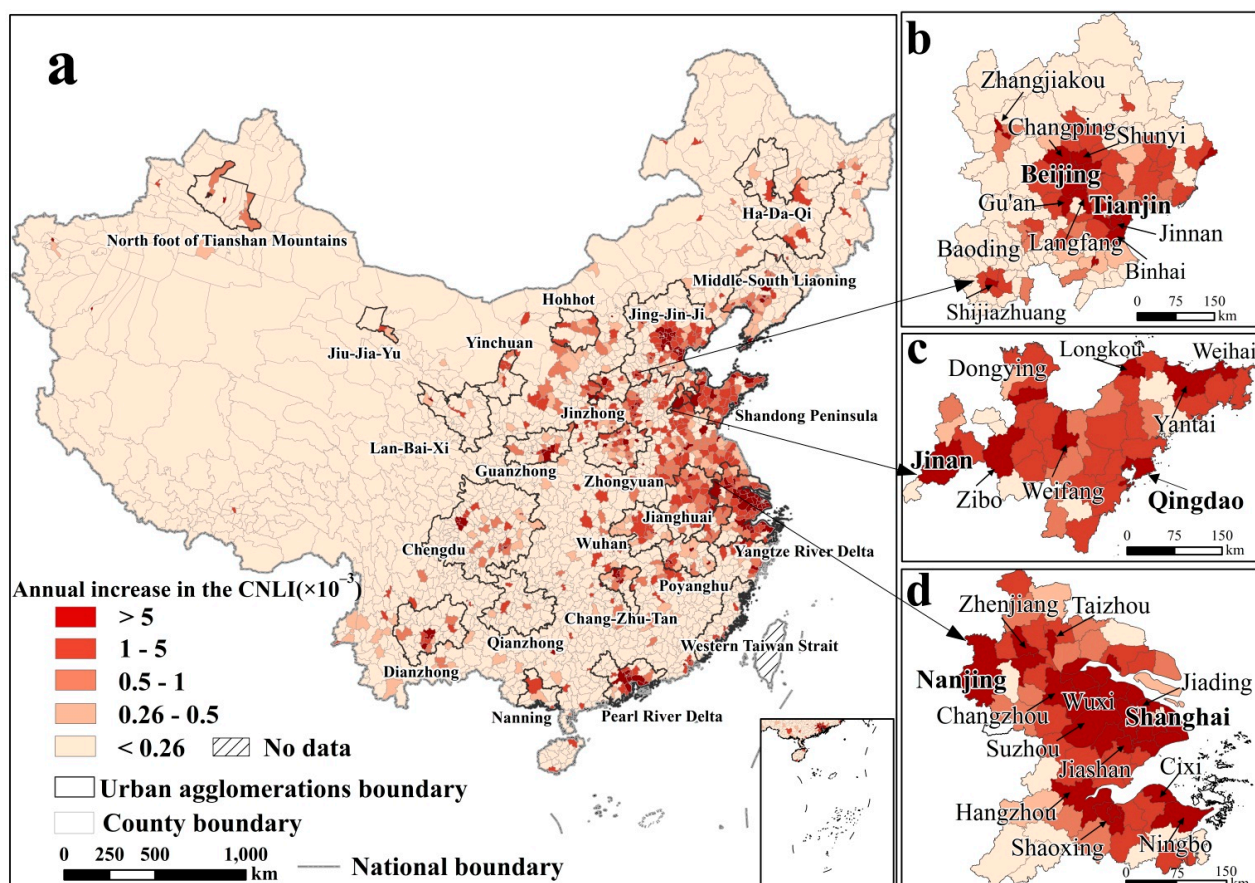 a
North foot of Tianshan Mountains
Ha-Da-Qi
Middle-South Liaoning
Hohhot
Jing-Jin-Ji
Yinchuan
Jiu-Jia-Yu
Jinzhong
Shandong Peninsula
Lan-Bai-Xi
Guanzhong
Zhongyuan
Jianghuai
Chengdu
Wuhan
Yangtze River Delta
Poyanghu
Chang-Zhu-Tan
Qianzhong
Western Taiwan Strait
Dianzhong
Nanning
Pearl River Delta
Annual increase in the CNLI(×10⁻³)
> 5
1 - 5
0.5 - 1
0.26 - 0.5
< 0.26
No data
Urban agglomerations boundary
County boundary
0 250 500 1,000
km
National boundary
b
Zhangjiakou
Changping
Shunyi
Beijing
Gu'an
Tianjin
Langfang
Jinnan
Baoding
Binhai
Shijiazhuang
0 75 150
km
c
Longkou
Weihai
Dongying
Yantai
Jinan
Zibo
Weifang
Qingdao
0 75 150
km
d
Zhenjiang
Taizhou
Nanjing
Wuxi
Jiading
Changzhou
Shanghai
Suzhou
Jiashan
Cixi
Hangzhou
Shaoxing
Ningbo
0 75 150
km